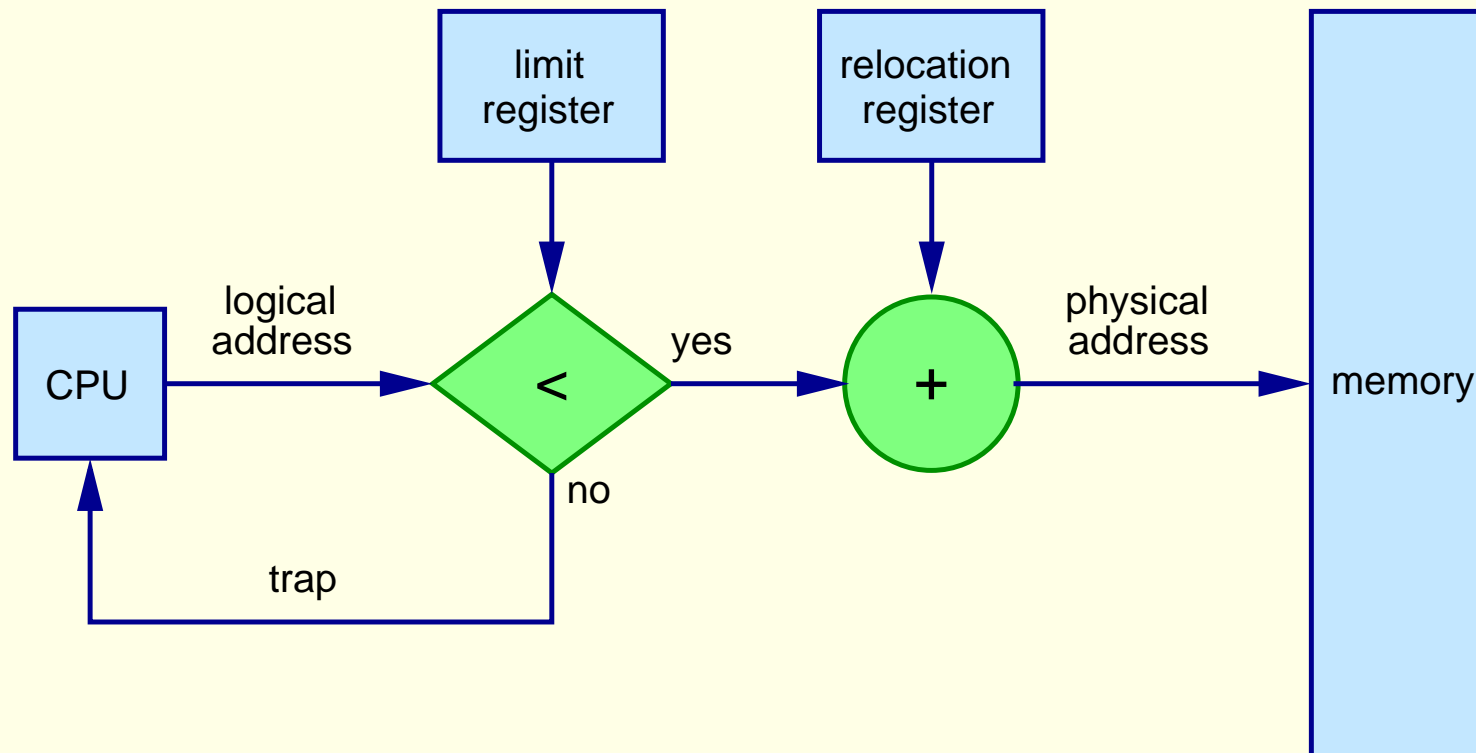 limit
register
relocation
register
logical
address
physical
address
yes
CPU
<
+
memory
no
trap